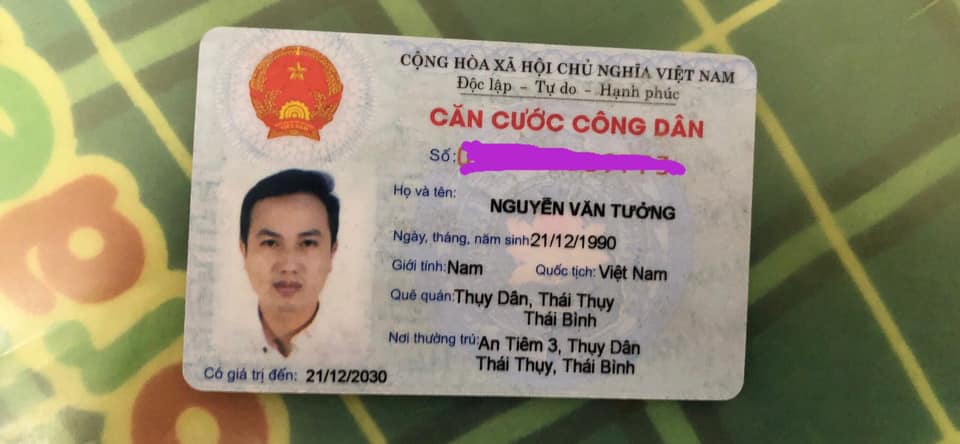 CỘNG HÒA XÃ HỘI CHỦ NGHĨA VIỆT NAM
Độc lập - Tự do - Hạnh phúc
CĂN CƯỚC CÔNG DÂN
Số:
Họ và tên:
NGUYỄN VĂN TƯỞNG
Ngày, tháng, năm sinh 21/12/1990
Giới tính: Nam Quốc tịch: Việt Nam
Quê quán: Thụy Dân, Thái Thụy
Thái Bình
Nơi thường trú: An Tiêm 3, Thụy Dân
Thái Thụy, Thái Bình
Có giá trị đến: 21/12/2030